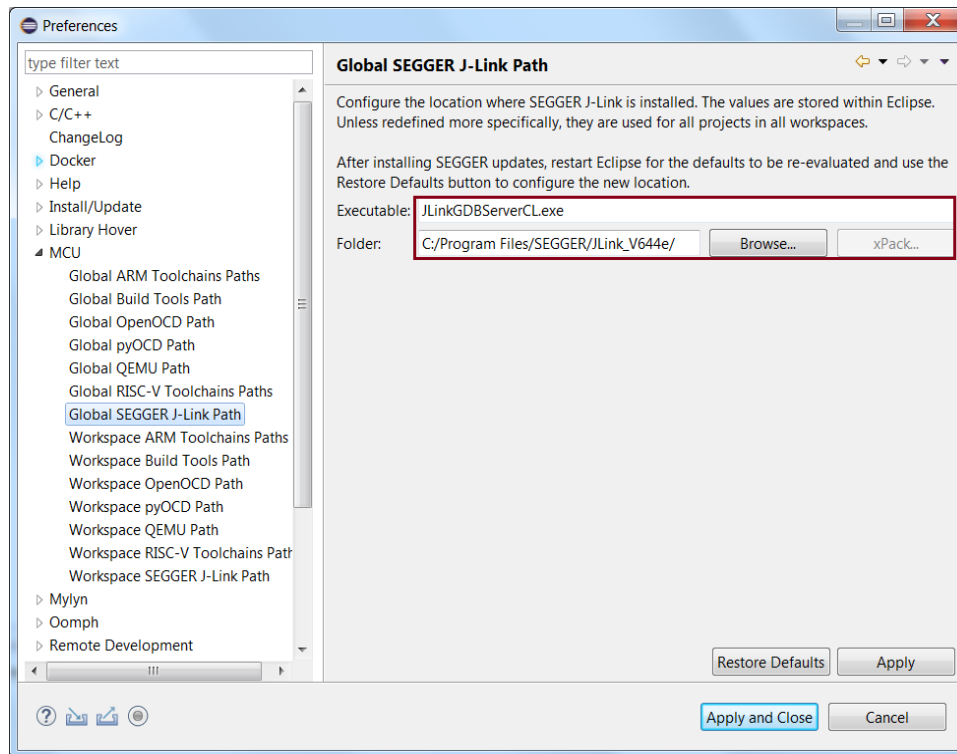 Preferences
type filter text
General
C/C++
ChangeLog
Docker
Help
Install/Update
Library Hover
MCU
Global ARM Toolchains Paths
Global Build Tools Path
Global OpenOCD Path
Global pyOCD Path
Global QEMU Path
Global RISC-V Toolchains Paths
Global SEGGER J-Link Path
Workspace ARM Toolchains Paths
Workspace Build Tools Path
Workspace OpenOCD Path
Workspace pyOCD Path
Workspace QEMU Path
Workspace RISC-V Toolchains Path
Workspace SEGGER J-Link Path
Mylyn
Oomph
Remote Development
Global SEGGER J-Link Path
Configure the location where SEGGER J-Link is installed. The values are stored within Eclipse.
Unless redefined more specifically, they are used for all projects in all workspaces.
After installing SEGGER updates, restart Eclipse for the defaults to be re-evaluated and use the
Restore Defaults button to configure the new location.
Executable: JLinkGDBServerCL.exe
Folder: C:/Program Files/SEGGER/JLink_V644e/ Browse... xPack...
Restore Defaults Apply
Apply and Close Cancel